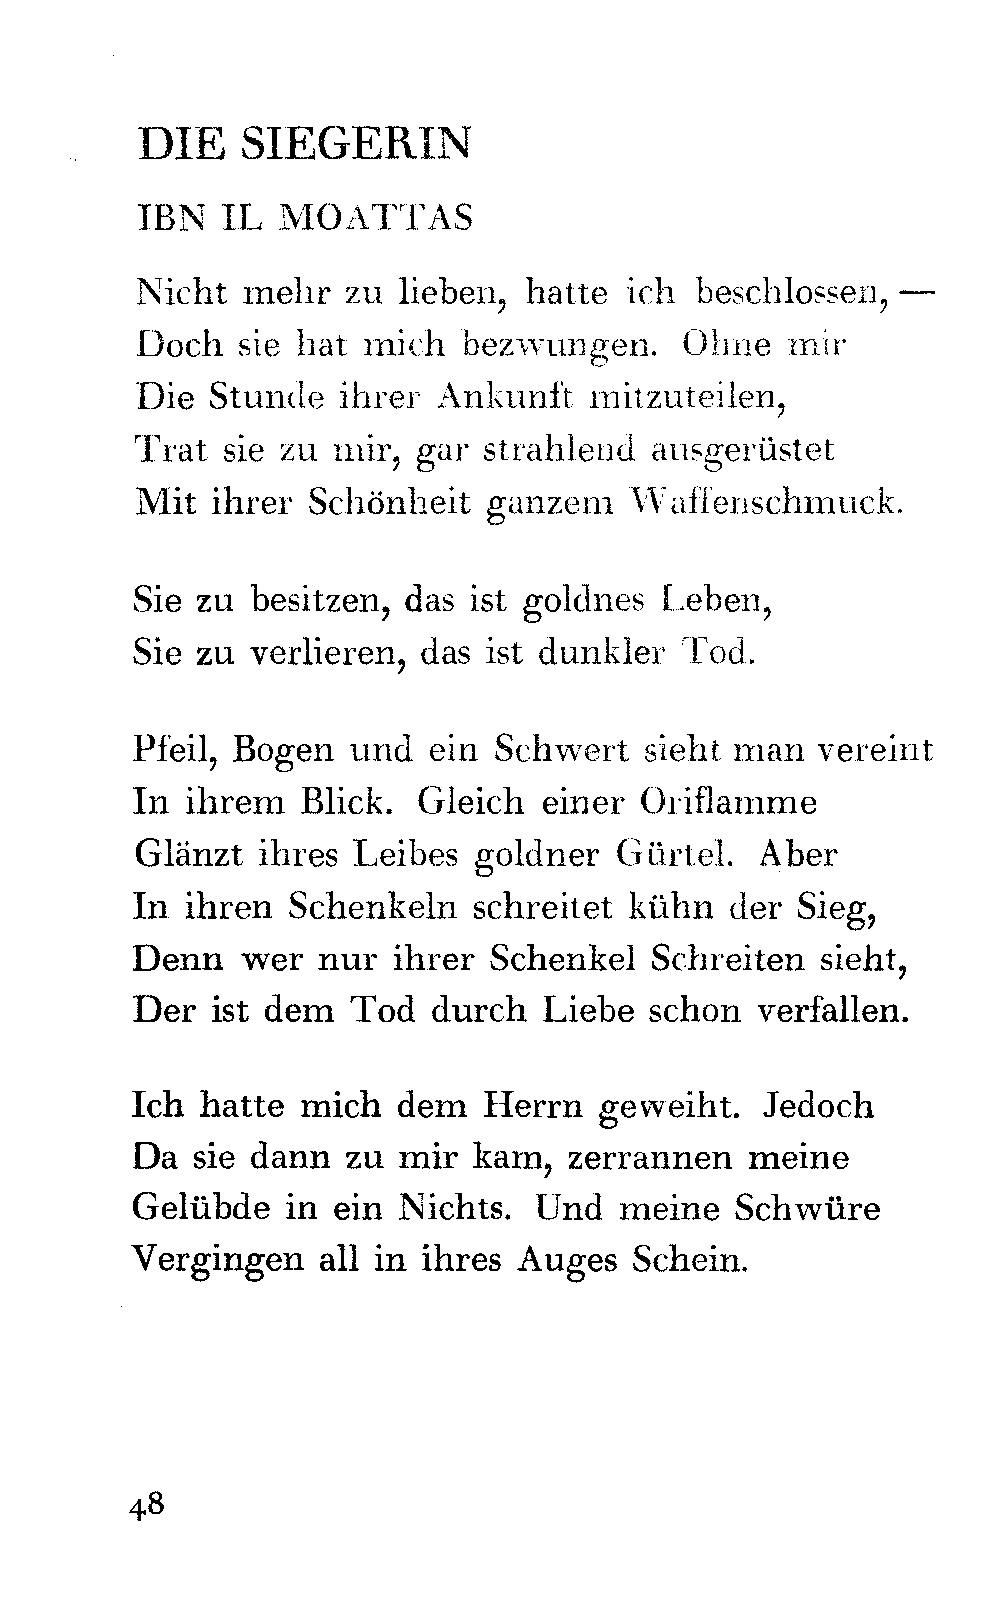 DIE SIEGERIN
IBN IL MOATTAS
Nicht mehr zu lieben, hatte ich beschlossen, —
Doch sie hat mich bezwungen. Ohne mir
Die Stunde ihrer Ankunft mitzuteilen,
Trat sie zu mir, gar strahlend ausgerüstet
Mit ihrer Schönheit ganzem Waffenschmuck.
Sie zu besitzen, das ist goldnes Leben,
Sie zu verlieren, das ist dunkler Tod.
Pfeil, Bogen und ein Schwert sieht man vereint
In ihrem Blick. Gleich einer Oriflamme
Glänzt ihres Leibes goldner Gürtel. Aber
In ihren Schenkeln schreitet kühn der Sieg,
Denn wer nur ihrer Schenkel Schreiten sieht,
Der ist dem Tod durch Liebe schon verfallen.
Ich hatte mich dem Herrn geweiht. Jedoch
Da sie dann zu mir kam, zerrannen meine
Gelübde in ein Nichts. Und meine Schwüre
Vergingen all in ihres Auges Schein.
48